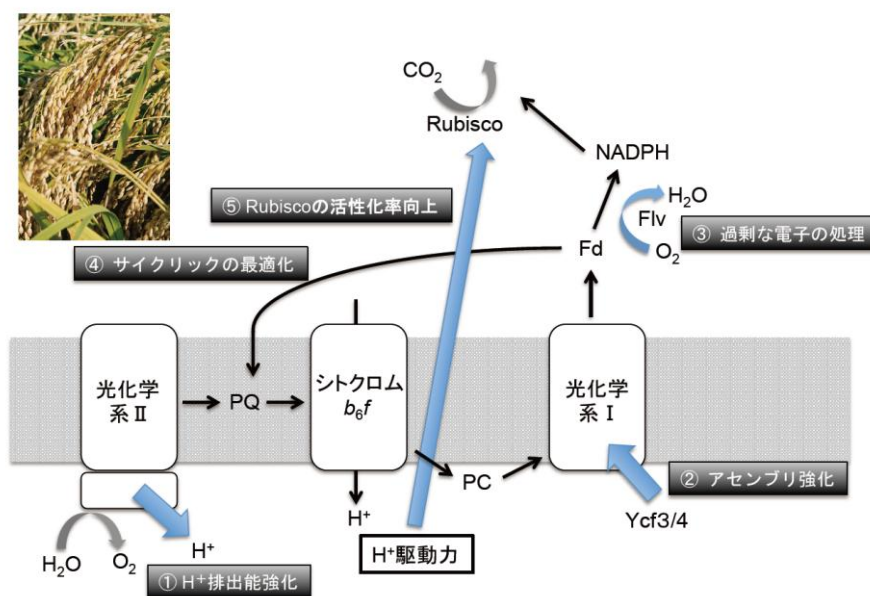 CO₂
Rubisco
NADPH
H₂O
Flv
O₂
③ 過剰な電子の処理
⑤ Rubiscoの活性化率向上
Fd
④ サイクリックの最適化
光化学
系Ⅱ
PQ
シトクロム
b₆f
光化学
系Ⅰ
PC
② アセンブリ強化
Ycf3/4
H⁺
H⁺駆動力
H₂O
O₂
H⁺
① H⁺排出能強化